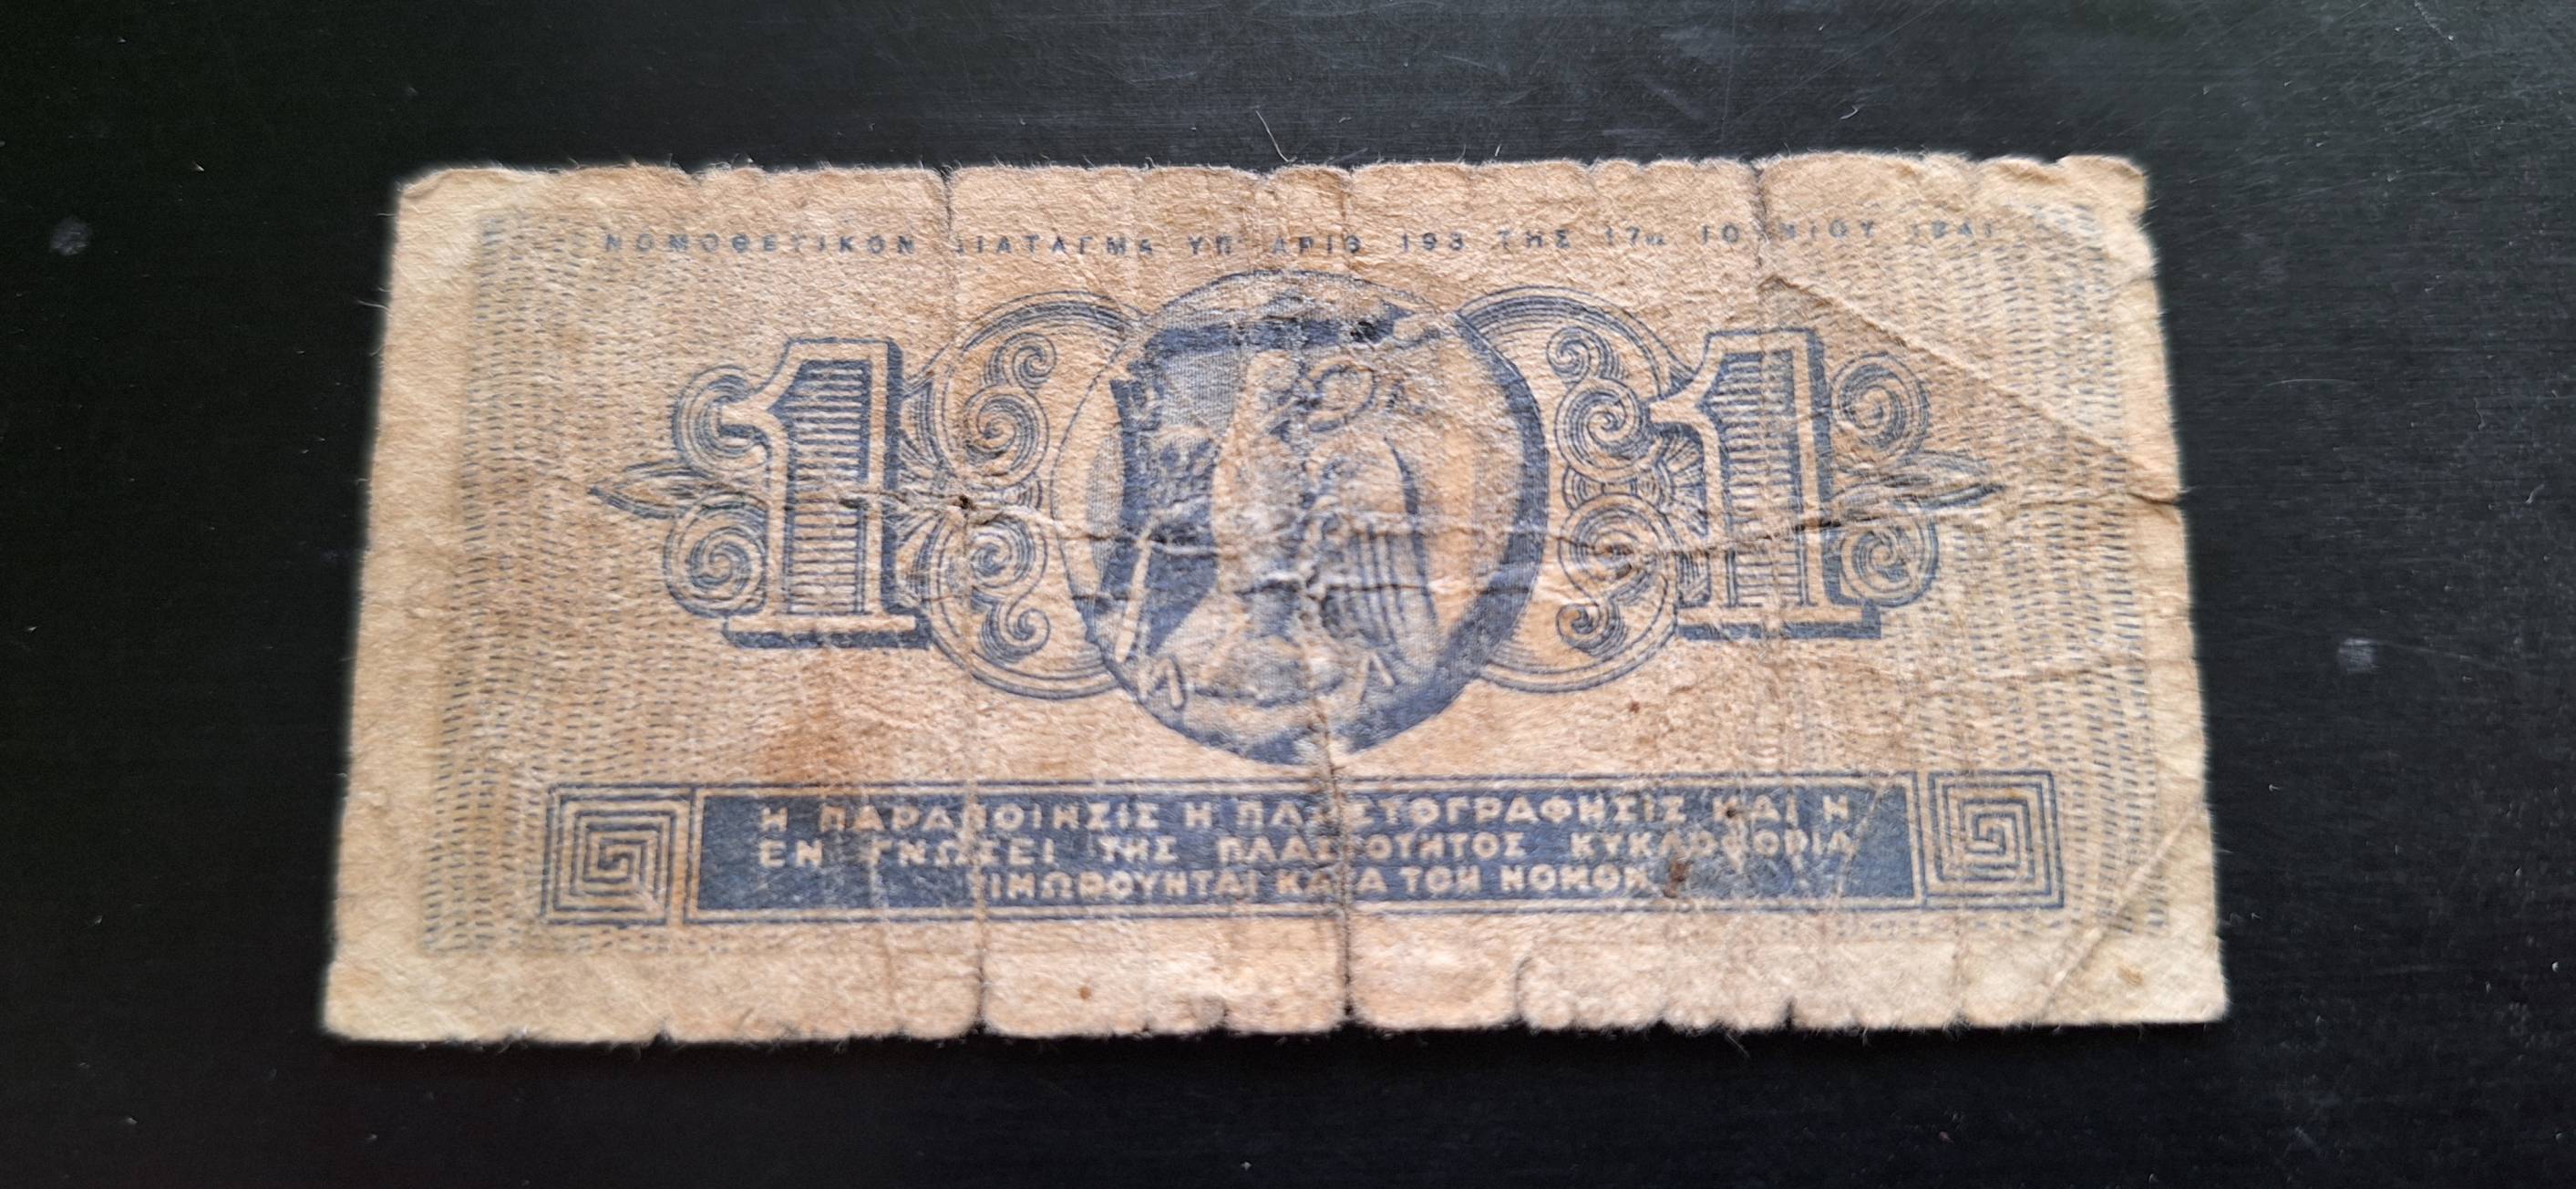 ΝΟΜΟΘΕΤΙΚΟΝ ΔΙΑΤΑΓΜΑ ΥΠ' ΑΡΙΘ 193 ΤΗΣ 17ης ΙΟΥΝΙΟΥ 1941
1 1
Η ΠΑΡΑΠΟΙΗΣΙΣ Η ΠΛΑΣΤΟΓΡΑΦΗΣΙΣ ΚΑΙ Η
ΕΝ ΓΝΩΣΕΙ ΤΗΣ ΠΛΑΣΤΟΤΗΤΟΣ ΚΥΚΛΟΦΟΡΙΑ
ΤΙΜΩΡΟΥΝΤΑΙ ΚΑΤΑ ΤΟΝ ΝΟΜΟΝ